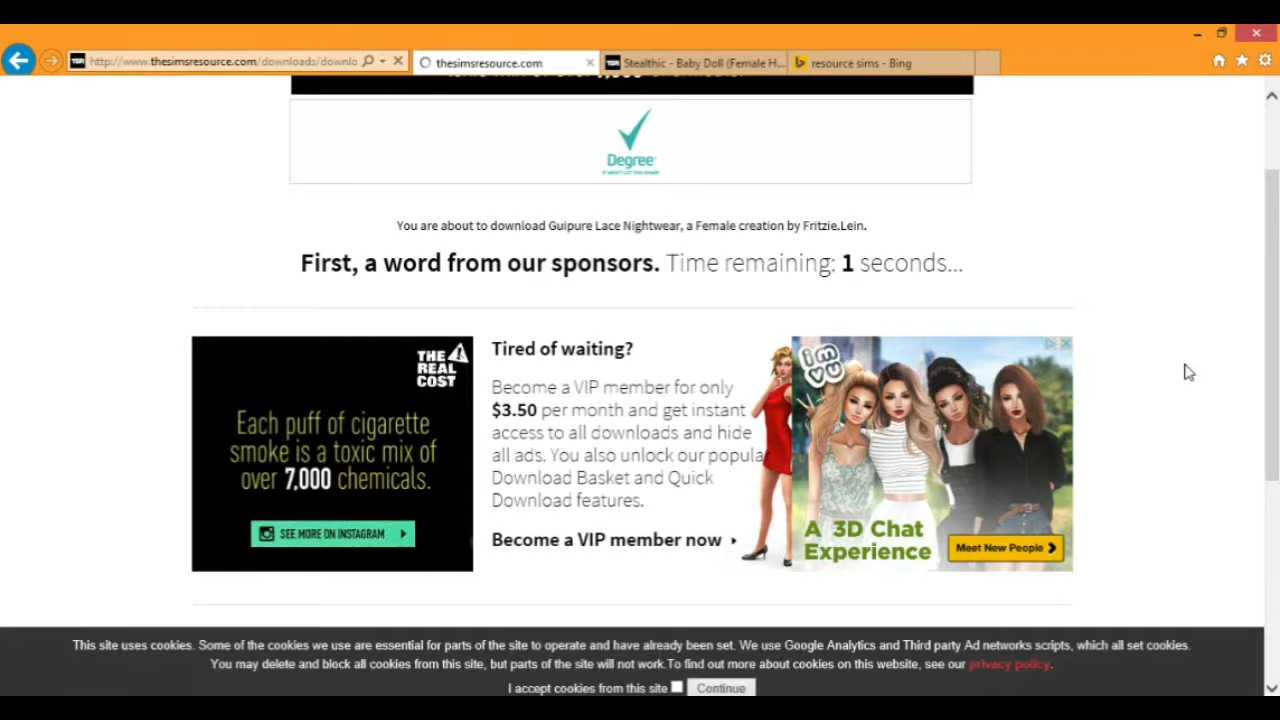 http://www.thesimsresource.com/downloads/downlo
thesimsresource.com
Stealthic - Baby Doll (Female H...
resource sims - Bing
Degree
You are about to download Guipure Lace Nightwear, a Female creation by Fritzie.Lein.
First, a word from our sponsors. Time remaining: 1 seconds...
THE REAL COST
Each puff of cigarette
smoke is a toxic mix of
over 7,000 chemicals.
SEE MORE ON INSTAGRAM
Tired of waiting?
Become a VIP member for only
$3.50 per month and get instant
access to all downloads and hide
all ads. You also unlock our popular
Download Basket and Quick
Download features.
Become a VIP member now
imvu
A 3D Chat
Experience
Meet New People
This site uses cookies. Some of the cookies we use are essential for parts of the site to operate and have already been set. We use Google Analytics and Third party Ad networks scripts, which all set cookies.
You may delete and block all cookies from this site, but parts of the site will not work.To find out more about cookies on this website, see our privacy policy.
I accept cookies from this site
Continue